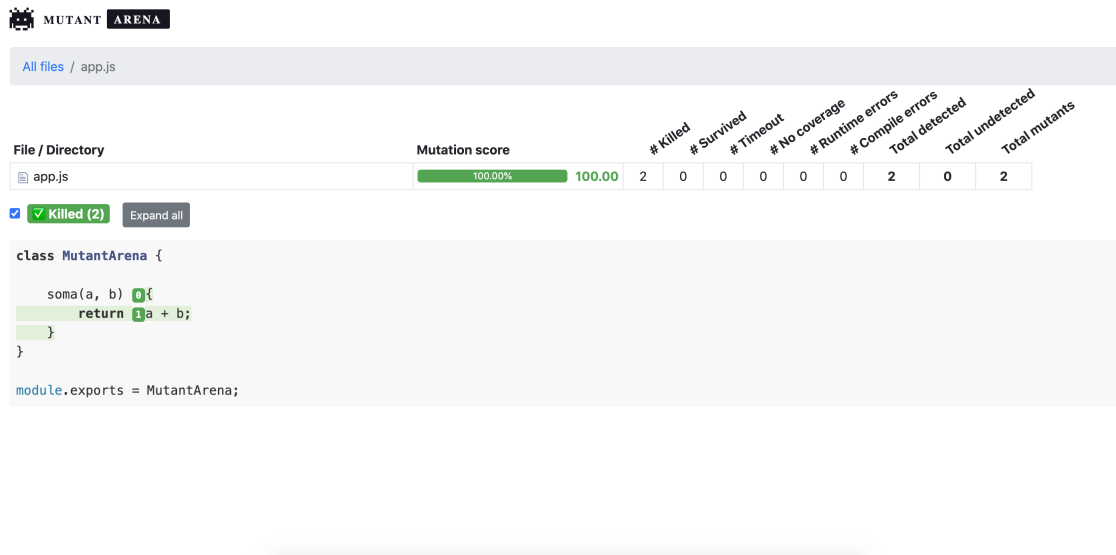 MUTANT ARENA
All files / app.js
File / Directory Mutation score # Killed # Survived # Timeout # No coverage # Runtime errors # Compile errors Total detected Total undetected Total mutants
app.js 100.00% 100.00 2 0 0 0 0 0 2 0 2
✅ Killed (2) Expand all
class MutantArena {
soma(a, b) 0{
return 1a + b;
}
}
module.exports = MutantArena;